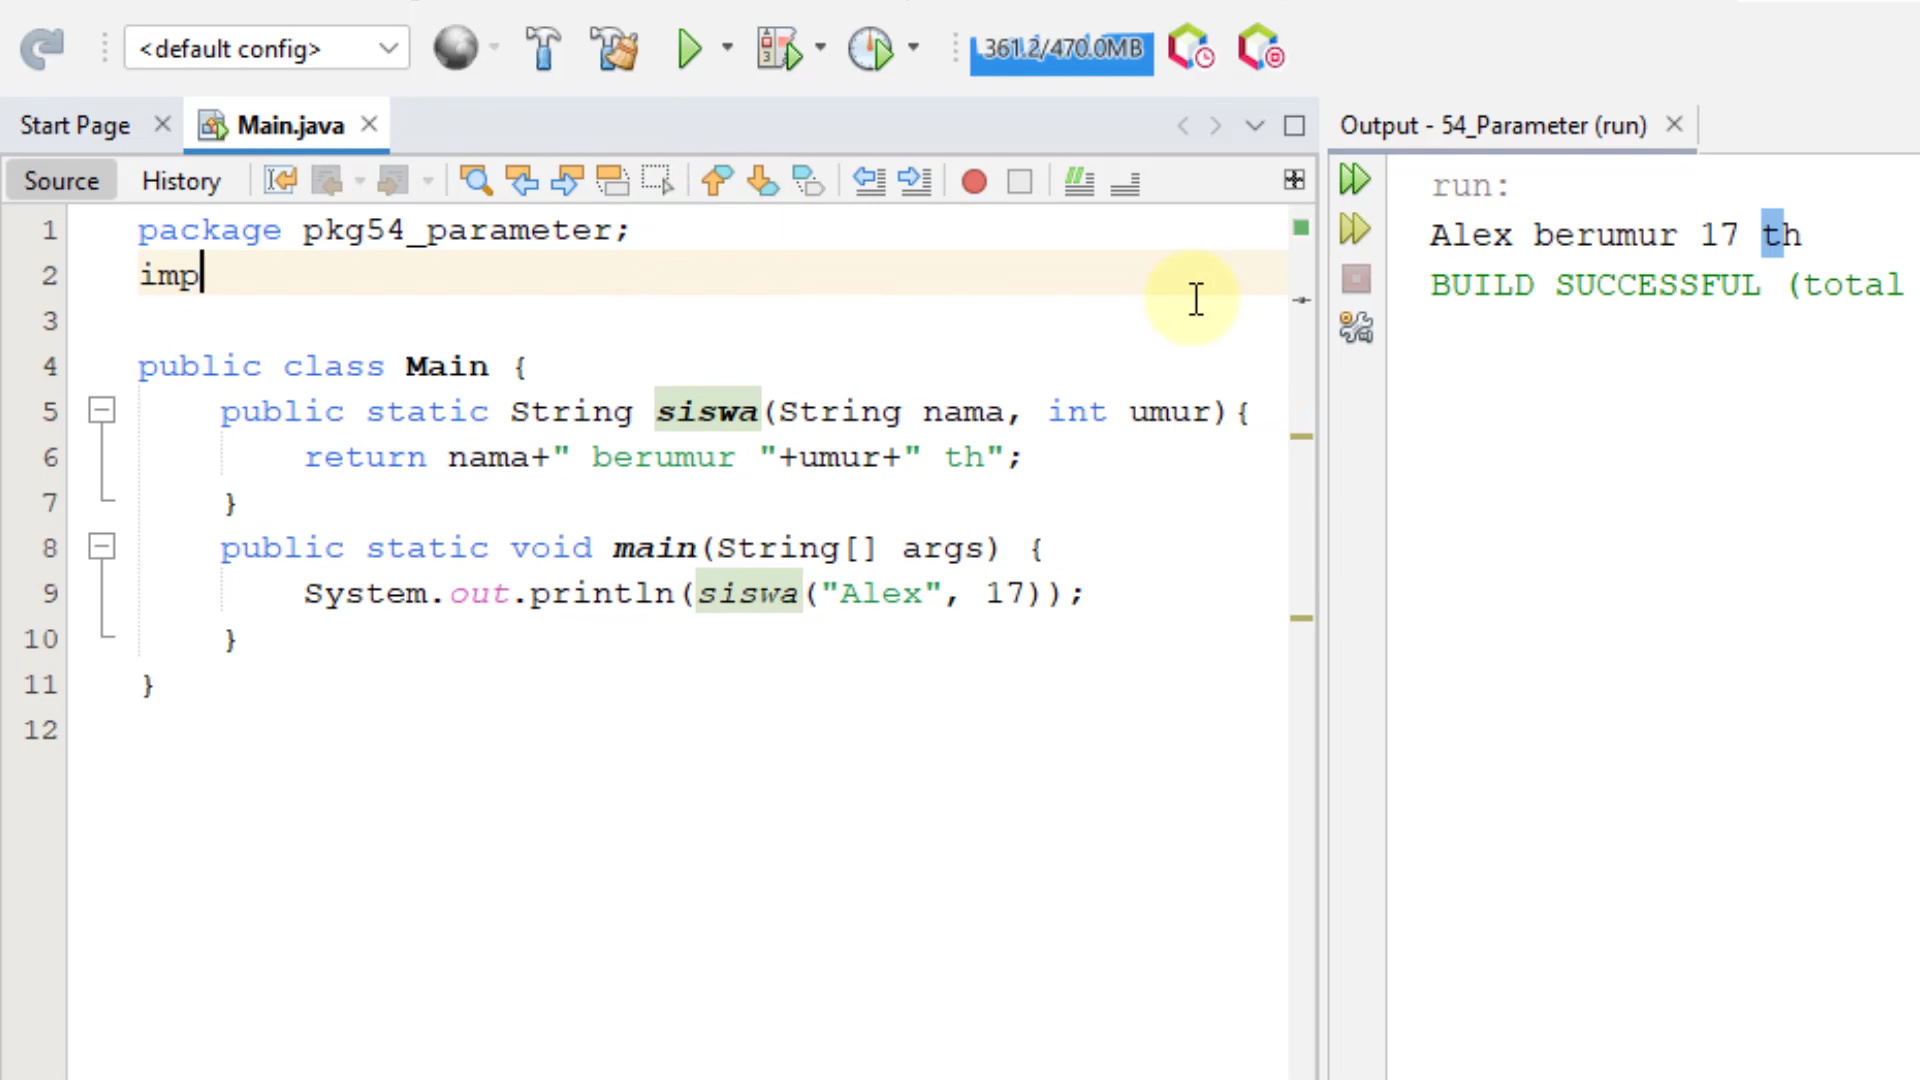 <default config>
361.2/470.0MB
Start Page
Main.java
Output - 54_Parameter (run)
Source
History
1 package pkg54_parameter;
2 imp
3
4 public class Main {
5 public static String siswa(String nama, int umur){
6 return nama+" berumur "+umur+" th";
7 }
8 public static void main(String[] args) {
9 System.out.println(siswa("Alex", 17));
10 }
11 }
12
run:
Alex berumur 17 th
BUILD SUCCESSFUL (total